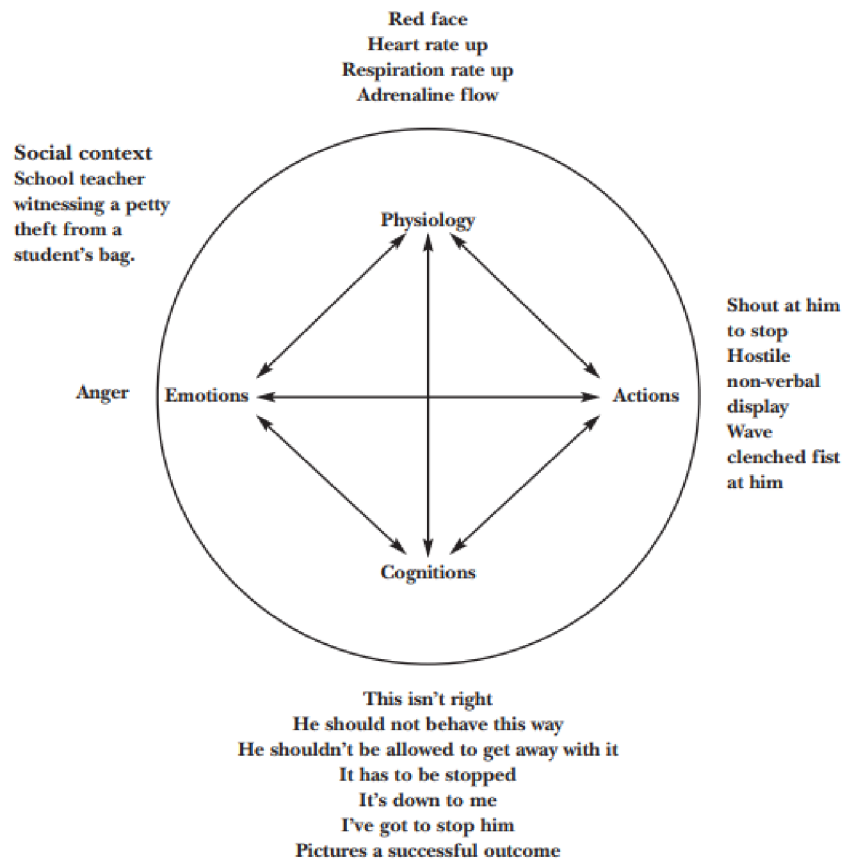 Red face
Heart rate up
Respiration rate up
Adrenaline flow
Social context
School teacher
witnessing a petty
theft from a
student's bag.
Physiology
Anger
Emotions
Actions
Shout at him
to stop
Hostile
non-verbal
display
Wave
clenched fist
at him
Cognitions
This isn't right
He should not behave this way
He shouldn't be allowed to get away with it
It has to be stopped
It's down to me
I've got to stop him
Pictures a successful outcome